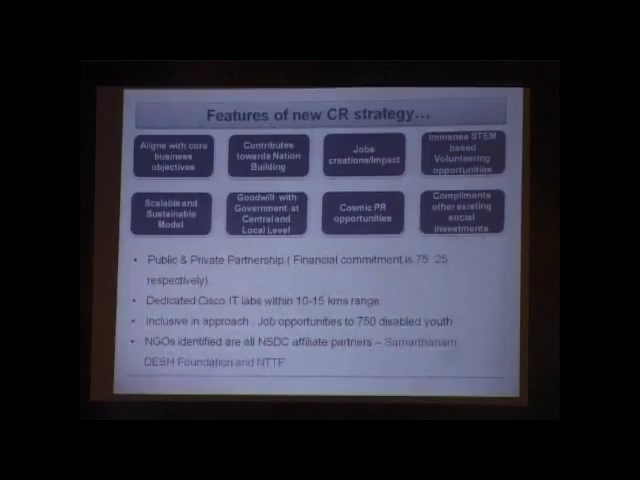 Features of new CR strategy...
Aligns with core
business
objectives
Contributes
towards Nation
Building
Jobs
creations/Impact
Immense STEM
based
Volunteering
opportunities
Scalable and
Sustainable
Model
Goodwill with
Government at
Central and
Local Level
Cosmic PR
opportunities
Compliments
other existing
social
investments
• Public & Private Partnership ( Financial commitment is 75 :25,
respectively)
• Dedicated Cisco IT labs within 10-15 kms range
• Inclusive in approach . Job opportunities to 750 disabled youth
• NGOs identified are all NSDC affiliate partners – Samarthanam,
DESH Foundation and NTTF